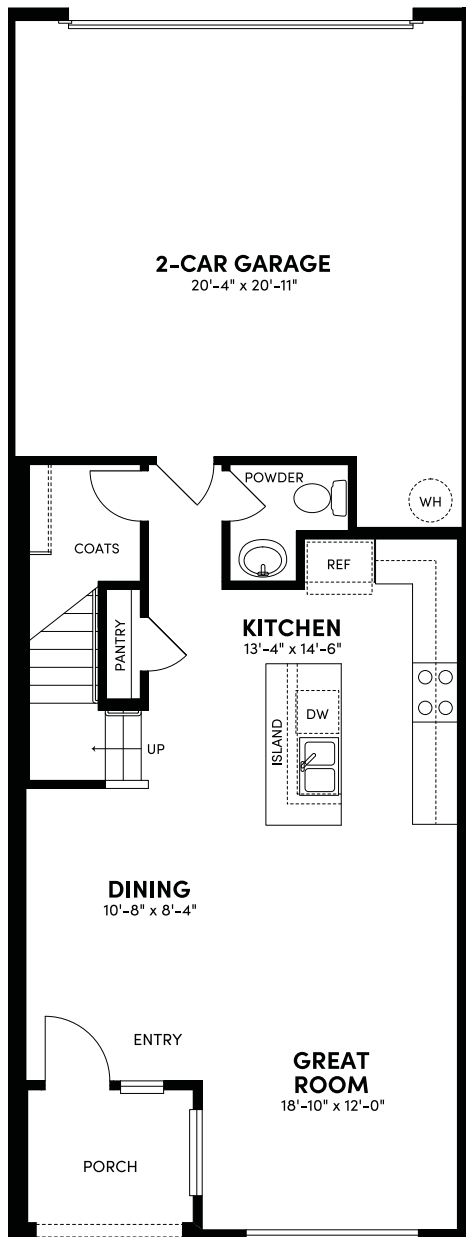 2-CAR GARAGE
20'-4" x 20'-11"
POWDER
WH
COATS
REF
PANTRY
KITCHEN
13'-4" x 14'-6"
DW
ISLAND
UP
DINING
10'-8" x 8'-4"
ENTRY
GREAT
ROOM
18'-10" x 12'-0"
PORCH